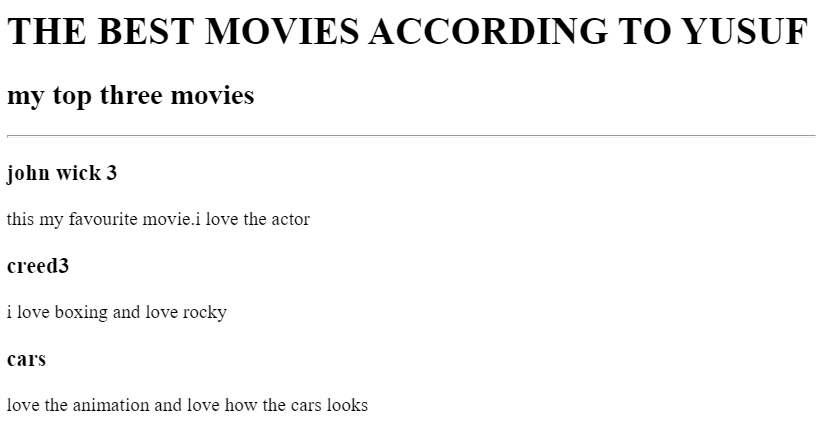 THE BEST MOVIES ACCORDING TO YUSUF
my top three movies
john wick 3
this my favourite movie.i love the actor
creed3
i love boxing and love rocky
cars
love the animation and love how the cars looks